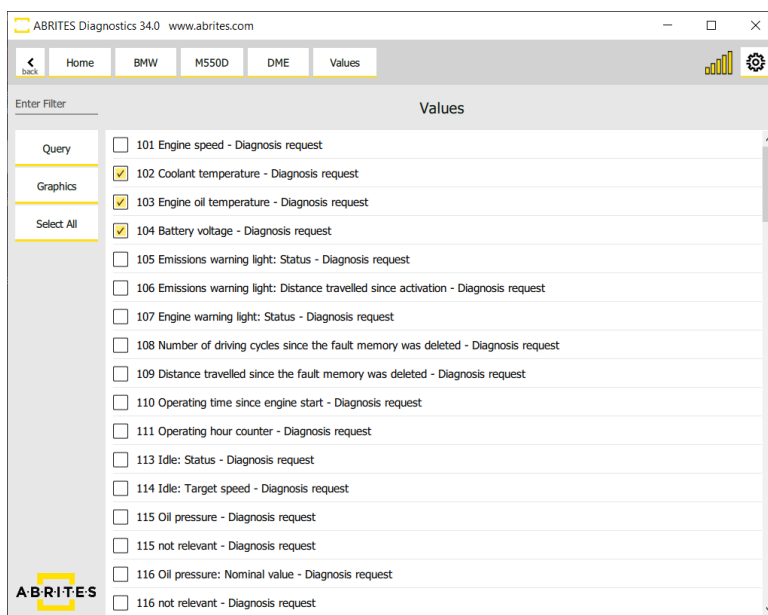 ABRITES Diagnostics 34.0 www.abrites.com
back
Home
BMW
M550D
DME
Values
Enter Filter
Values
Query
Graphics
Select All
101 Engine speed - Diagnosis request
102 Coolant temperature - Diagnosis request
103 Engine oil temperature - Diagnosis request
104 Battery voltage - Diagnosis request
105 Emissions warning light: Status - Diagnosis request
106 Emissions warning light: Distance travelled since activation - Diagnosis request
107 Engine warning light: Status - Diagnosis request
108 Number of driving cycles since the fault memory was deleted - Diagnosis request
109 Distance travelled since the fault memory was deleted - Diagnosis request
110 Operating time since engine start - Diagnosis request
111 Operating hour counter - Diagnosis request
113 Idle: Status - Diagnosis request
114 Idle: Target speed - Diagnosis request
115 Oil pressure - Diagnosis request
115 not relevant - Diagnosis request
116 Oil pressure: Nominal value - Diagnosis request
116 not relevant - Diagnosis request
A·B·R·I·T·E·S